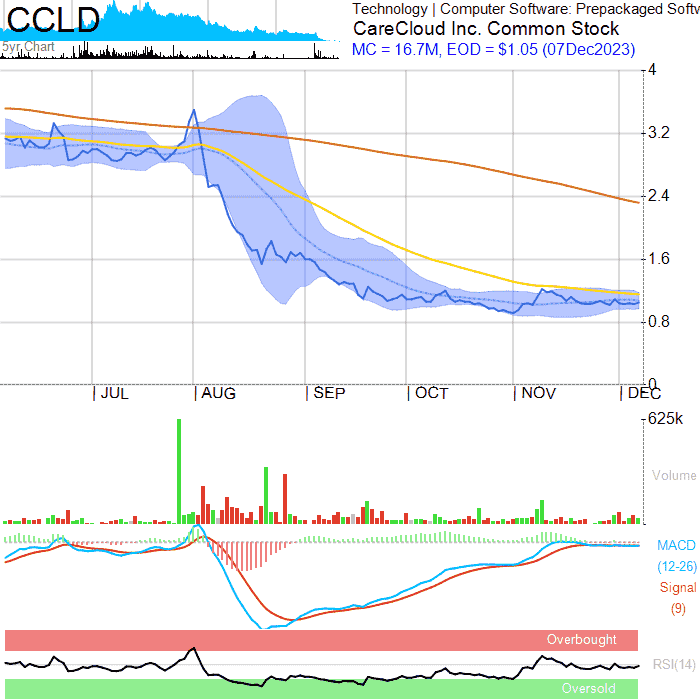 CCLD
5yr Chart
Technology | Computer Software: Prepackaged Softw
CareCloud Inc. Common Stock
MC = 16.7M, EOD = $1.05 (07Dec2023)
4
3.2
2.4
1.6
0.8
0
JUL AUG SEP OCT NOV DEC
625k
Volume
MACD
(12-26)
Signal
(9)
Overbought
RSI(14)
Oversold